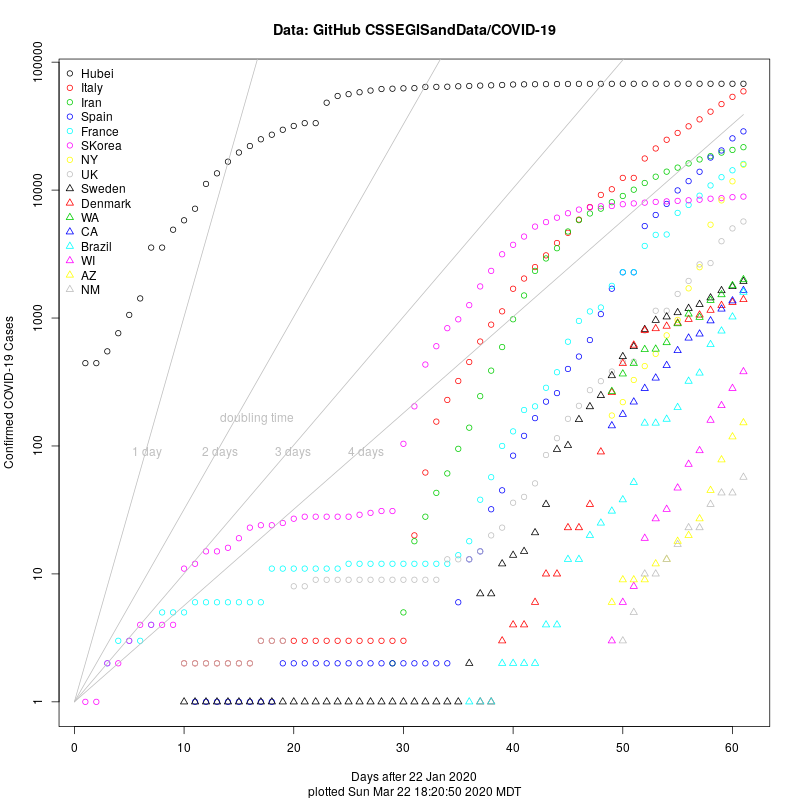 Data: GitHub CSSEGISandData/COVID-19
Confirmed COVID-19 Cases
100000
10000
1000
100
10
1
Hubei
Italy
Iran
Spain
France
SKorea
NY
UK
Sweden
Denmark
WA
CA
Brazil
WI
AZ
NM
doubling time
1 day
2 days
3 days
4 days
0
10
20
30
40
50
60
Days after 22 Jan 2020
plotted Sun Mar 22 18:20:50 2020 MDT